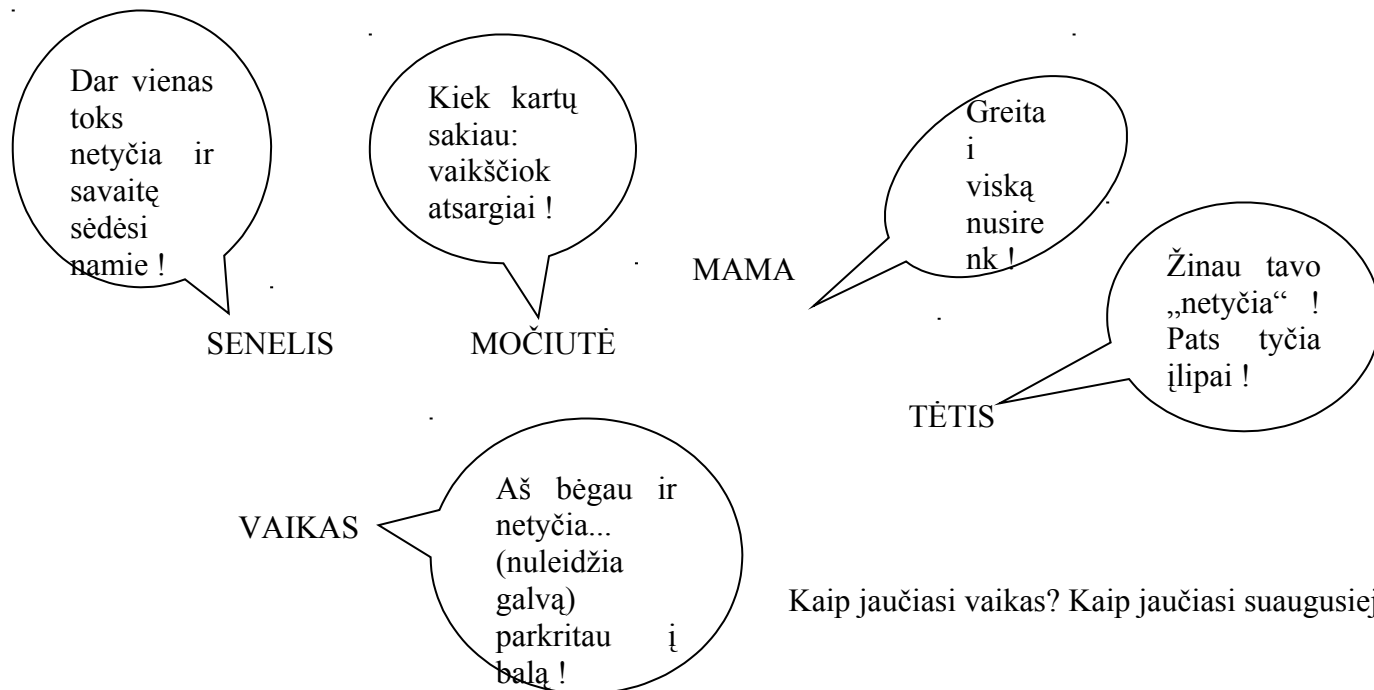 Dar vienas
toks
netyčia ir
savaitę
sėdėsi
namie !
SENELIS
Kiek kartų
sakiau:
vaikščiok
atsargiai !
MOČIUTĖ
Greita
i
viską
nusire
nk !
MAMA
Žinau tavo
„netyčia“ !
Pats tyčia
įlipai !
TĖTIS
VAIKAS
Aš bėgau ir
netyčia...
(nuleidžia
galvą)
parkritau į
balą !
Kaip jaučiasi vaikas? Kaip jaučiasi suaugusiej